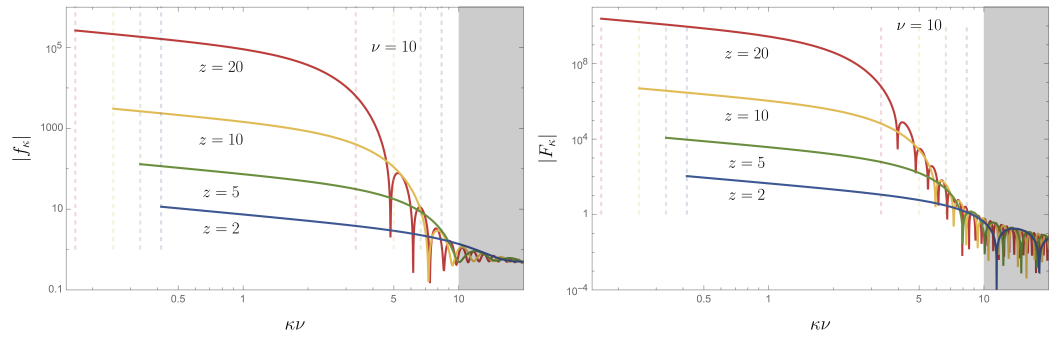 |f_κ|
10^5
1000
10
0.1
ν = 10
z = 20
z = 10
z = 5
z = 2
0.5 1 5 10
κν
|F_κ|
10^8
10^4
1
10^-4
ν = 10
z = 20
z = 10
z = 5
z = 2
0.5 1 5 10
κν